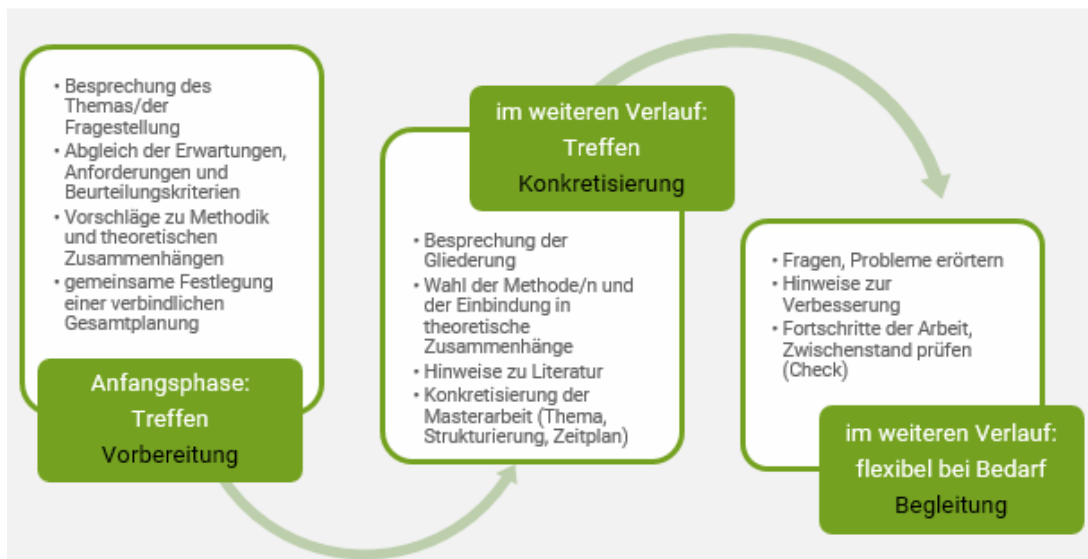 • Besprechung des
Themas/der
Fragestellung
• Abgleich der Erwartungen,
Anforderungen und
Beurteilungskriterien
• Vorschläge zu Methodik
und theoretischen
Zusammenhängen
• gemeinsame Festlegung
einer verbindlichen
Gesamtplanung
Anfangsphase:
Treffen
Vorbereitung
im weiteren Verlauf:
Treffen
Konkretisierung
• Besprechung der
Gliederung
• Wahl der Methode/n und
der Einbindung in
theoretische
Zusammenhänge
• Hinweise zu Literatur
• Konkretisierung der
Masterarbeit (Thema,
Strukturierung, Zeitplan)
• Fragen, Probleme erörtern
• Hinweise zur
Verbesserung
• Fortschritte der Arbeit,
Zwischenstand prüfen
(Check)
im weiteren Verlauf:
flexibel bei Bedarf
Begleitung